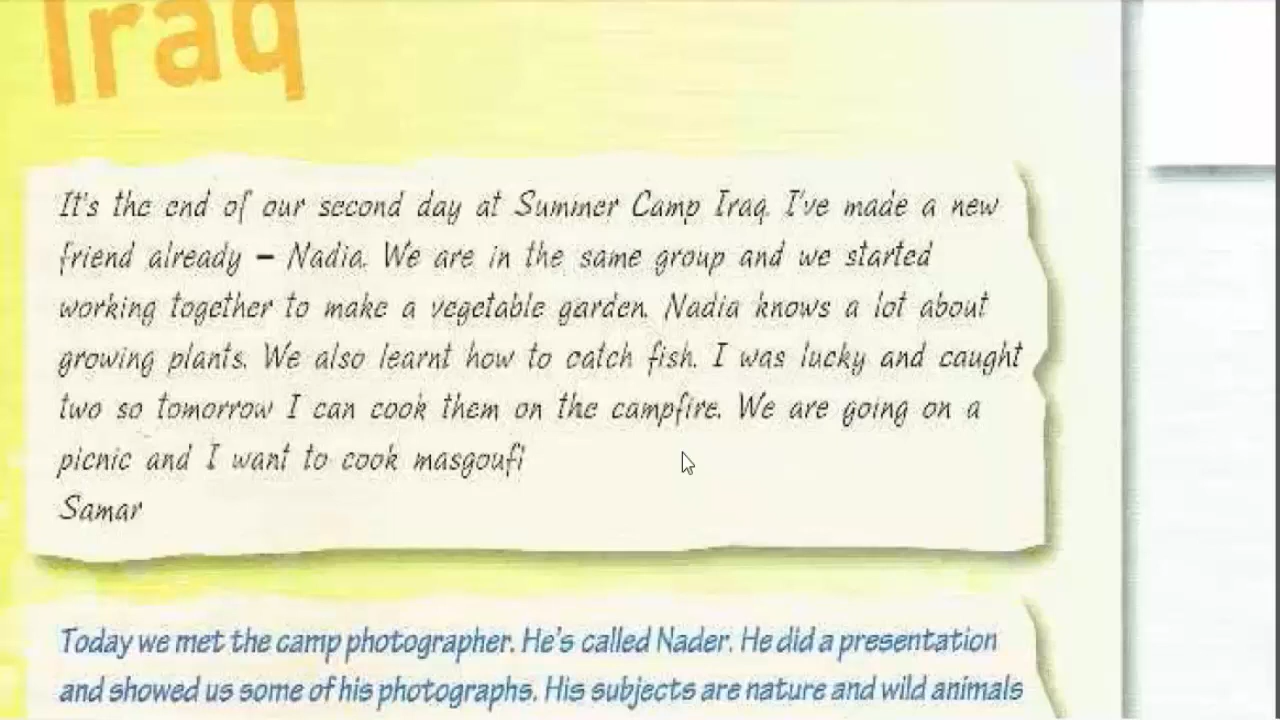 Iraq
It's the end of our second day at Summer Camp Iraq. I've made a new
friend already – Nadia. We are in the same group and we started
working together to make a vegetable garden. Nadia knows a lot about
growing plants. We also learnt how to catch fish. I was lucky and caught
two so tomorrow I can cook them on the campfire. We are going on a
picnic and I want to cook masgoufi
Samar
Today we met the camp photographer. He's called Nader. He did a presentation
and showed us some of his photographs. His subjects are nature and wild animals